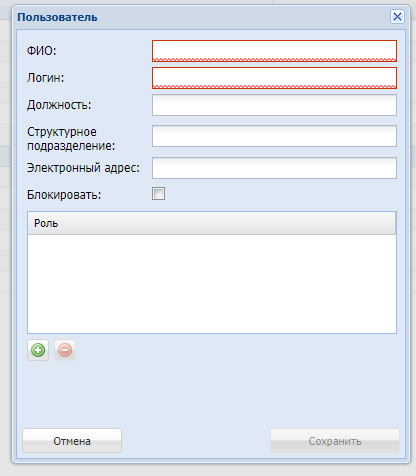 Пользователь
ФИО:
Логин:
Должность:
Структурное
подразделение:
Электронный адрес:
Блокировать:
Роль
Отмена
Сохранить